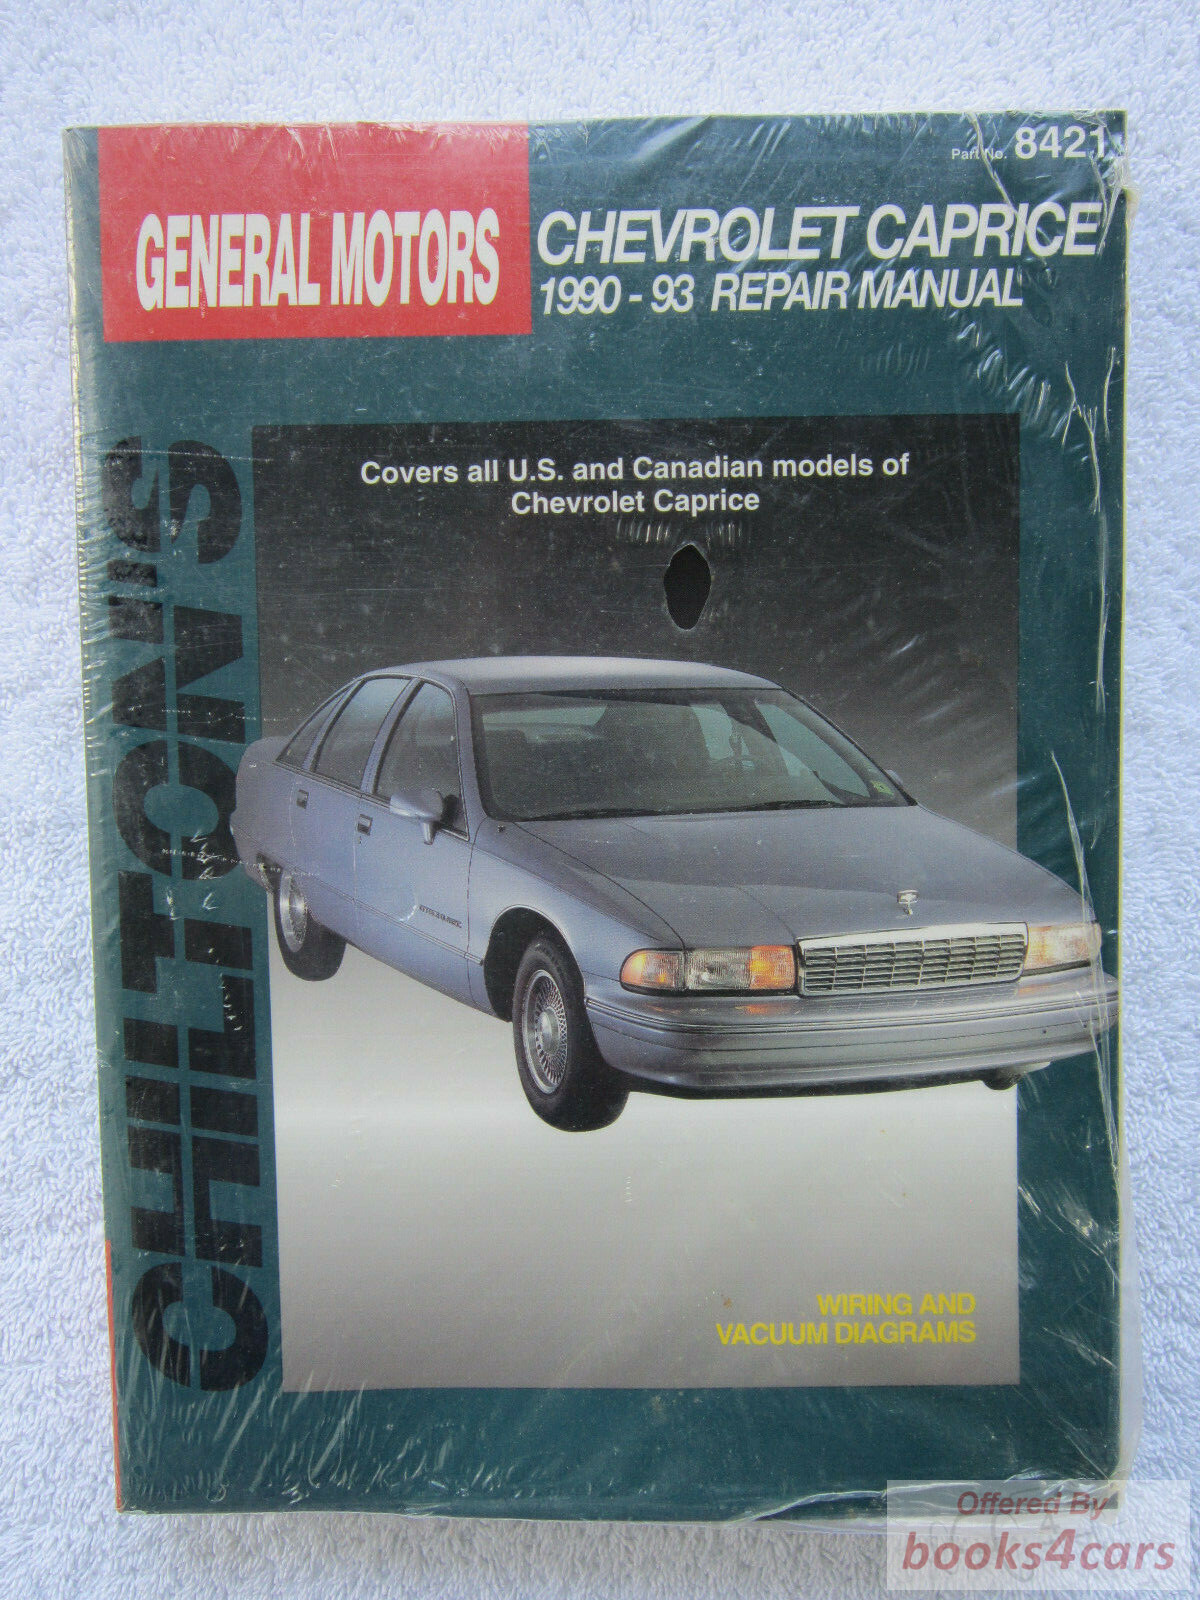 Part No. 8421
GENERAL MOTORS
CHEVROLET CAPRICE
1990 - 93 REPAIR MANUAL
CHILTON'S
Covers all U.S. and Canadian models of
Chevrolet Caprice
WIRING AND
VACUUM DIAGRAMS
Offered By
books4cars